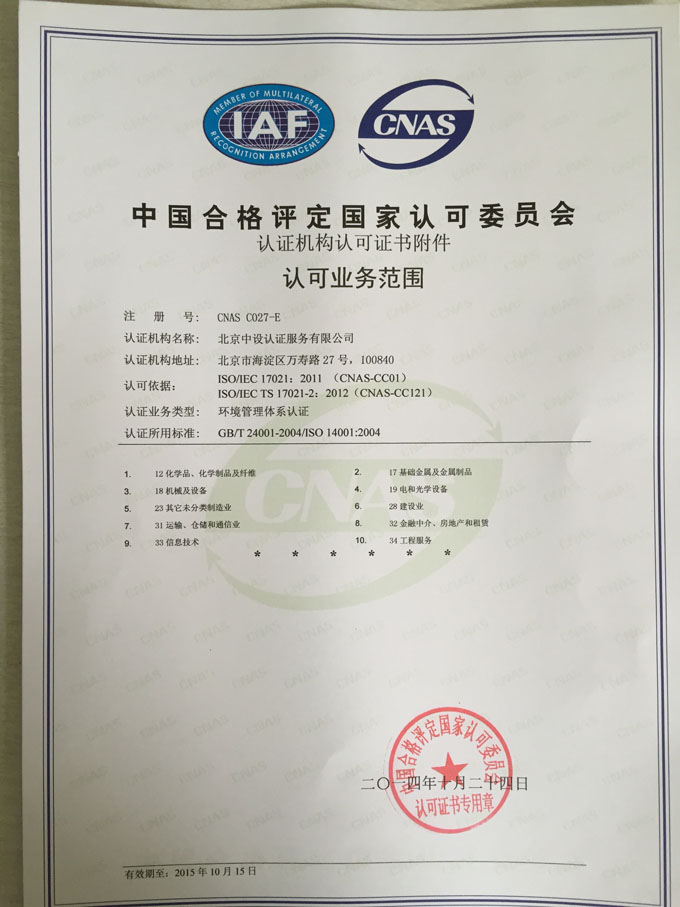 MEMBER OF MULTILATERAL
IAF
RECOGNITION ARRANGEMENT
CNAS
中国合格评定国家认可委员会
认证机构认可证书附件
认可业务范围
注 册 号: CNAS C027-E
认证机构名称: 北京中设认证服务有限公司
认证机构地址: 北京市海淀区万寿路 27 号, 100840
认可依据: ISO/IEC 17021: 2011 (CNAS-CC01)
ISO/IEC TS 17021-2: 2012 (CNAS-CC121)
认证业务类型: 环境管理体系认证
认证所用标准: GB/T 24001-2004/ISO 14001:2004
1. 12 化学品、化学制品及纤维 2. 17 基础金属及金属制品
3. 18 机械及设备 4. 19 电和光学设备
5. 23 其它未分类制造业 6. 28 建设业
7. 31 运输、仓储和通信业 8. 32 金融中介、房地产和租赁
9. 33 信息技术 10. 34 工程服务
* * * * * *
CNAS
中国合格评定国家认可委员会
二〇一四年十月二十四日
认可证书专用章
有效期至: 2015 年 10 月 15 日